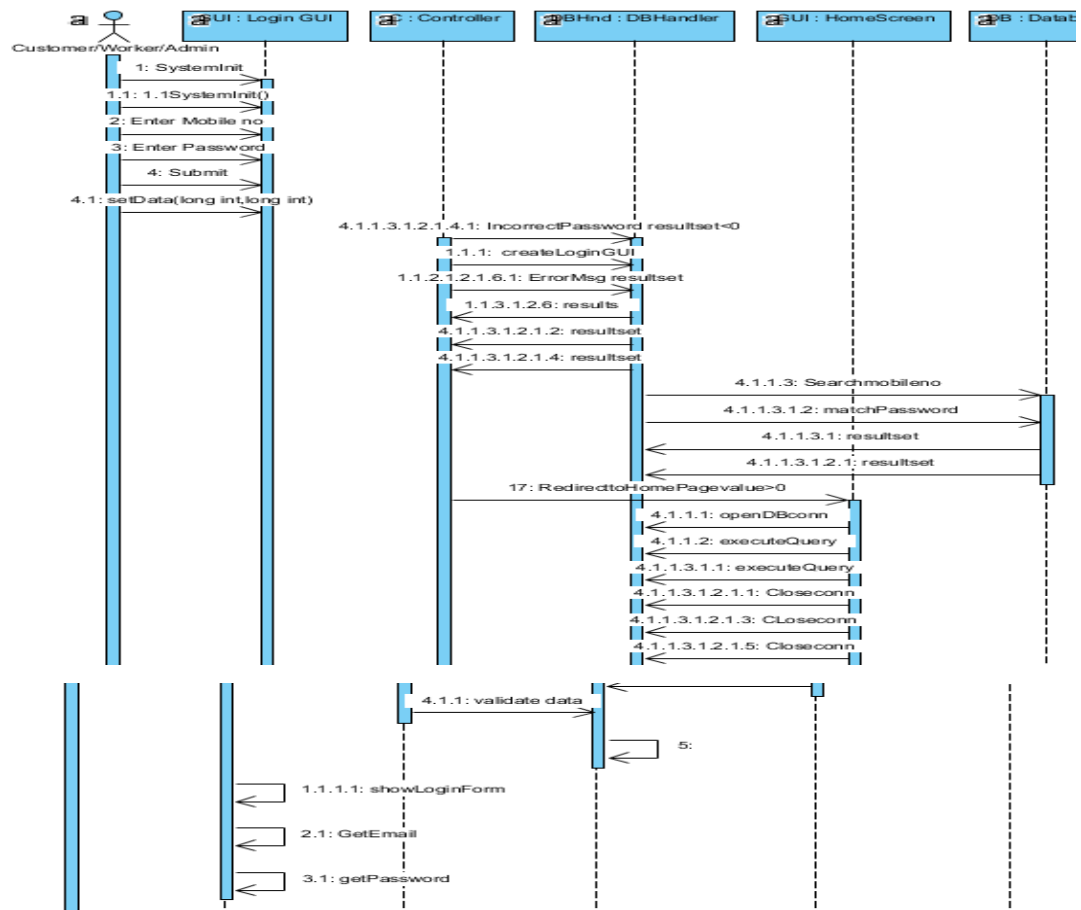 GUI : Login GUI
C : Controller
DBHnd : DBHandler
GUI : HomeScreen
DB : Datab
Customer/Worker/Admin
1: SystemInit
1.1: 1.1SystemInit()
2: Enter Mobile no
3: Enter Password
4: Submit
4.1: setData(long int,long int)
4.1.1.3.1.2.1.4.1: IncorrectPassword resultset<0
1.1.1: createLoginGUI
1.1.2.1.2.1.6.1: ErrorMsg resultset
1.1.3.1.2.6: results
4.1.1.3.1.2.1.2: resultset
4.1.1.3.1.2.1.4: resultset
4.1.1.3: Searchmobileno
4.1.1.3.1.2: matchPassword
4.1.1.3.1: resultset
4.1.1.3.1.2.1: resultset
17: RedirecttoHomePagevalue>0
4.1.1.1: openDBconn
4.1.1.2: executeQuery
4.1.1.3.1.1: executeQuery
4.1.1.3.1.2.1.1: Closeconn
4.1.1.3.1.2.1.3: CLoseconn
4.1.1.3.1.2.1.5: Closeconn
4.1.1: validate data
5:
1.1.1.1: showLoginForm
2.1: GetEmail
3.1: getPassword